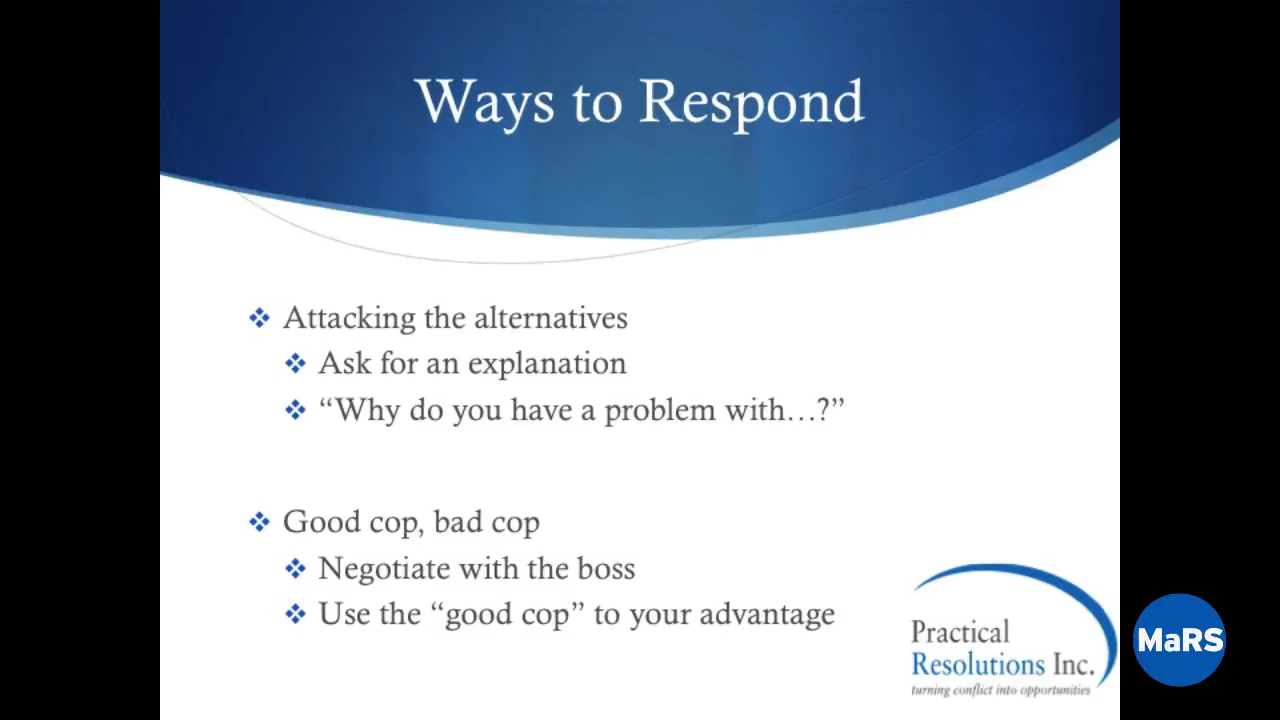 Ways to Respond
Attacking the alternatives
Ask for an explanation
“Why do you have a problem with…?”
Good cop, bad cop
Negotiate with the boss
Use the “good cop” to your advantage
Practical
Resolutions Inc.
turning conflict into opportunities
MaRS